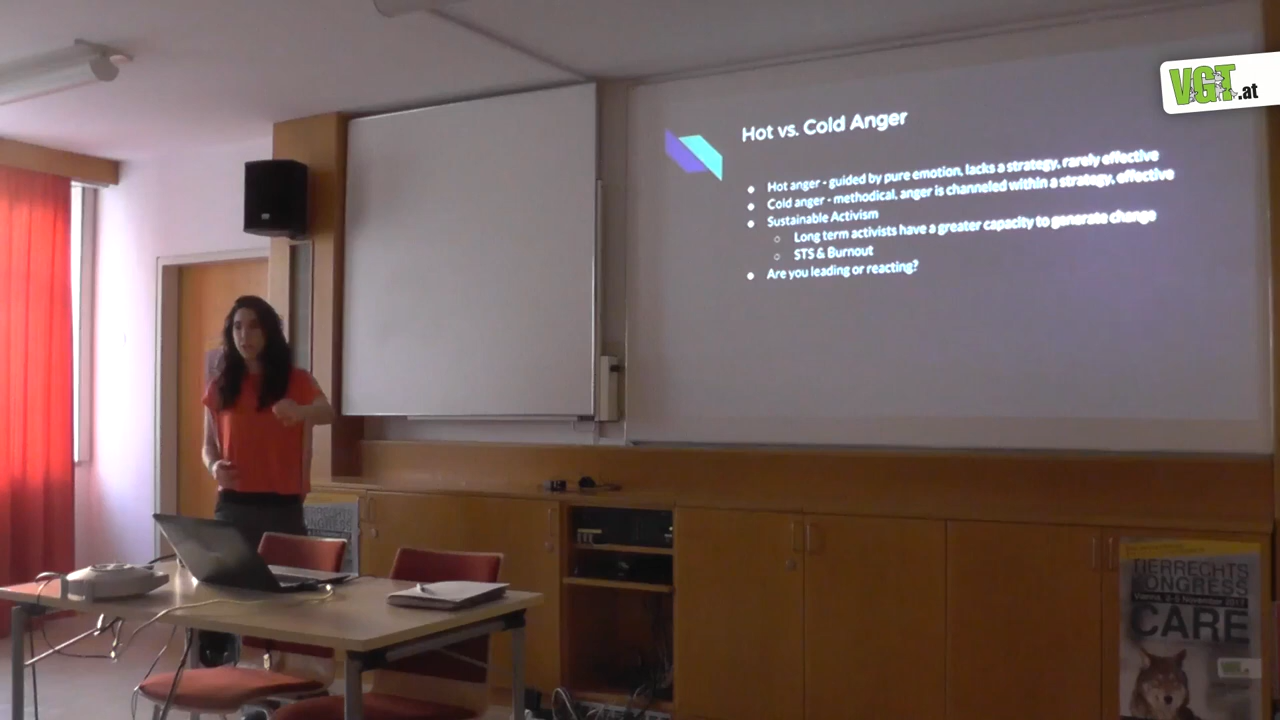 VGT.at
Hot vs. Cold Anger
Hot anger - guided by pure emotion, lacks a strategy, rarely effective
Cold anger - methodical, anger is channeled within a strategy, effective
Sustainable Activism
Long term activists have a greater capacity to generate change
STS & Burnout
Are you leading or reacting?
TIERRECHTS
KONGRESS
CARE